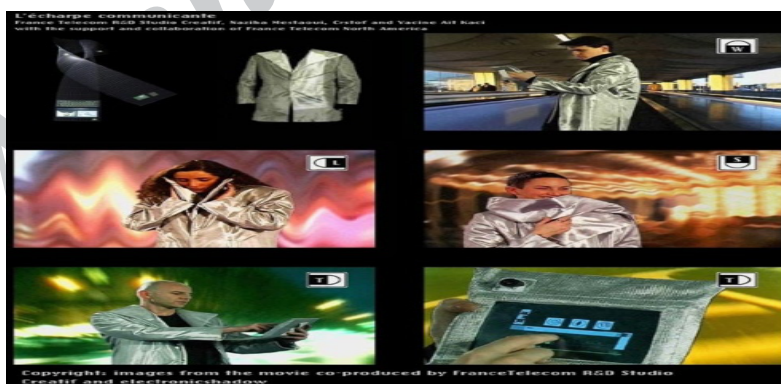 L'écharpe communicante
France Telecom R&D Studio Creatif, Nazika Mestaoui, Cristof and Yacine Ait Kaci
with the support and collaboration of France Telecom North America
W
L
S
T
T
Copyright: images from the movie co-produced by FranceTelecom R&D Studio
Creatif and electronicshadow